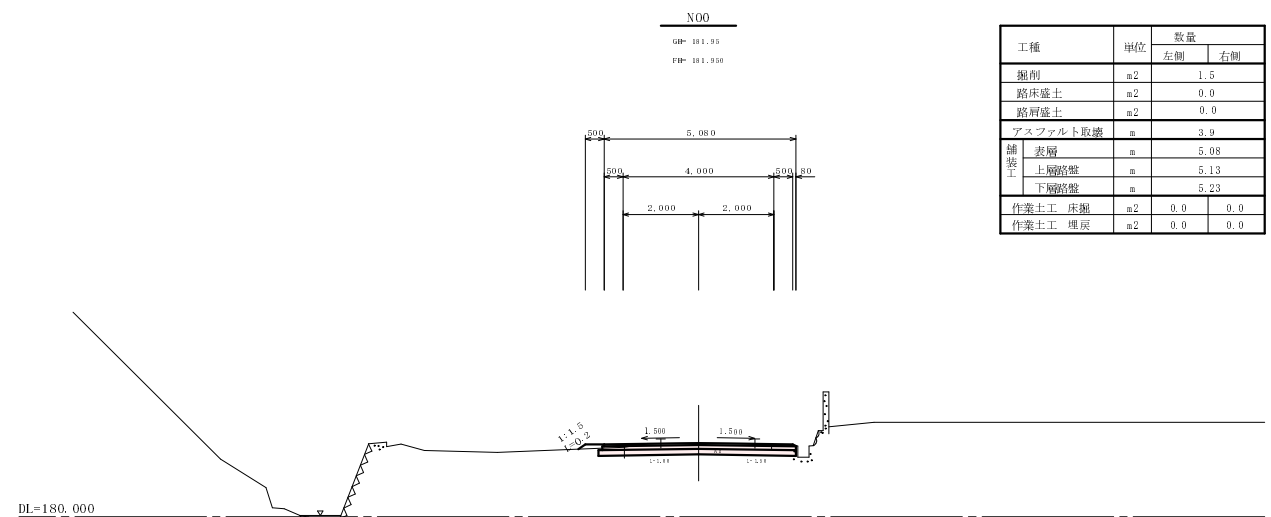 NO0
GH= 181.95
FH= 181.950
工種 単位 数量
左側 右側
掘削 m2 1.5
路床盛土 m2 0.0
路肩盛土 m2 0.0
アスファルト取壊 m 3.9
舗装工
表層 m 5.08
上層路盤 m 5.13
下層路盤 m 5.23
作業土工 床掘 m2 0.0 0.0
作業土工 埋戻 m2 0.0 0.0
500 5,080
500 4,000 500 80
2,000 2,000
1:1.5
L=0.2
1.500 1.500
DL=180.000